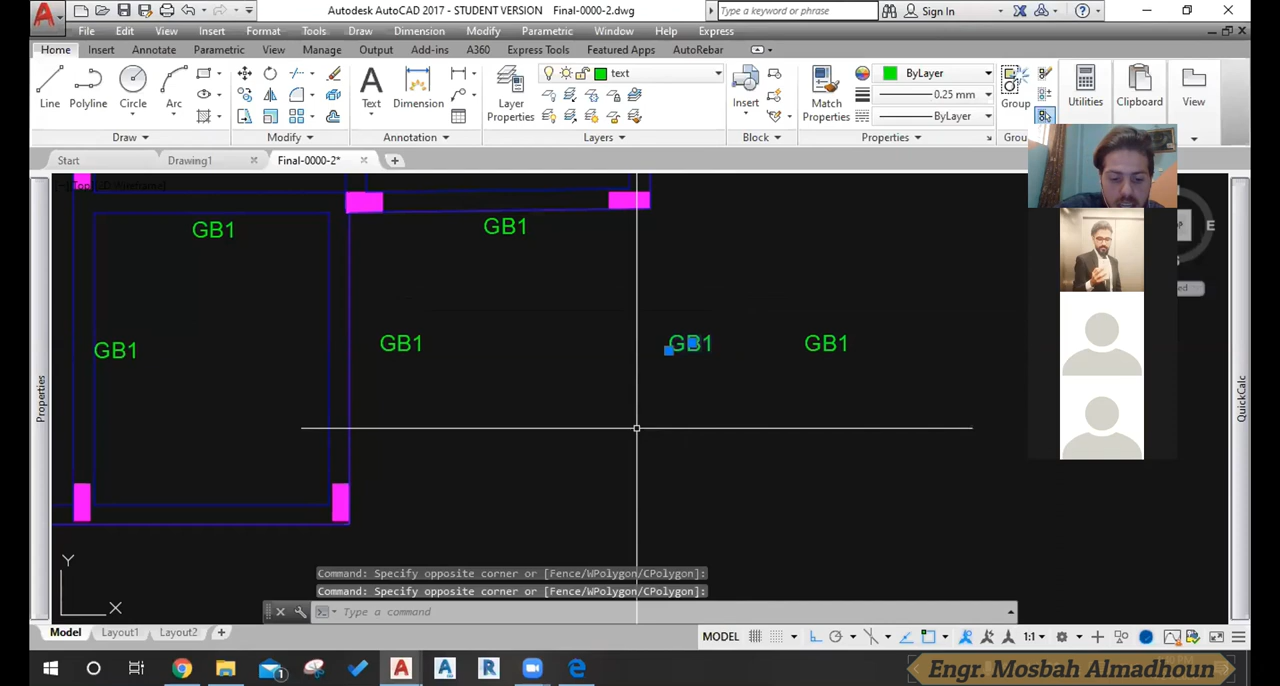 Autodesk AutoCAD 2017 - STUDENT VERSION Final-0000-2.dwg
Type a keyword or phrase
Sign In
File Edit View Insert Format Tools Draw Dimension Modify Parametric Window Help Express
Home Insert Annotate Parametric View Manage Output Add-ins A360 Express Tools Featured Apps AutoRebar
text
ByLayer
0.25 mm
ByLayer
Line Polyline Circle Arc
Text Dimension
Layer Properties
Insert
Match Properties
Group
Utilities
Clipboard
View
Draw Modify Annotation Layers Block Properties
Start Drawing1 Final-0000-2*
GB1
GB1
GB1
GB1
GB1
GB1
E
Properties
QuickCalc
Y
X
Command: Specify opposite corner or [Fence/WPolygon/CPolygon]:
Command: Specify opposite corner or [Fence/WPolygon/CPolygon]:
Type a command
Model Layout1 Layout2
MODEL
1:1
Engr. Mosbah Almadhoun